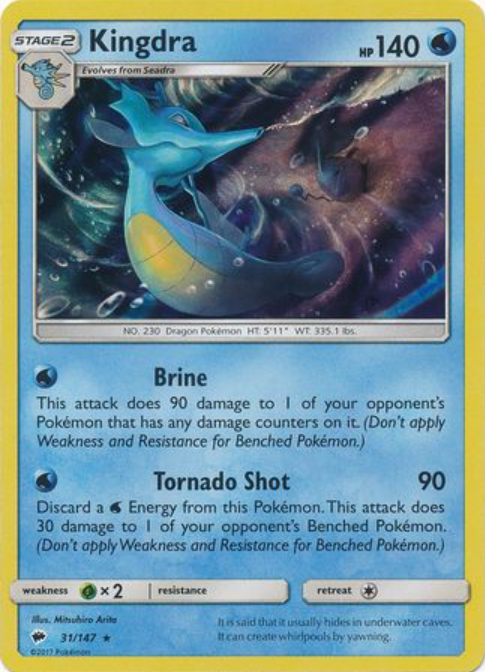 STAGE2 Kingdra HP 140
Evolves from Seadra
NO. 230 Dragon Pokémon HT: 5'11" WT: 335.1 lbs.
Brine
This attack does 90 damage to 1 of your opponent's
Pokémon that has any damage counters on it. (Don't apply
Weakness and Resistance for Benched Pokémon.)
Tornado Shot 90
Discard a Energy from this Pokémon. This attack does
30 damage to 1 of your opponent's Benched Pokémon.
(Don't apply Weakness and Resistance for Benched Pokémon.)
weakness × 2 resistance retreat
Illus. Mitsuhiro Arita
31/147 ★
©2017 Pokémon
It is said that it usually hides in underwater caves.
It can create whirlpools by yawning.